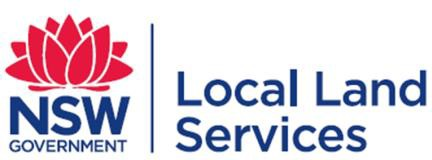 NSW
GOVERNMENT
Local Land
Services